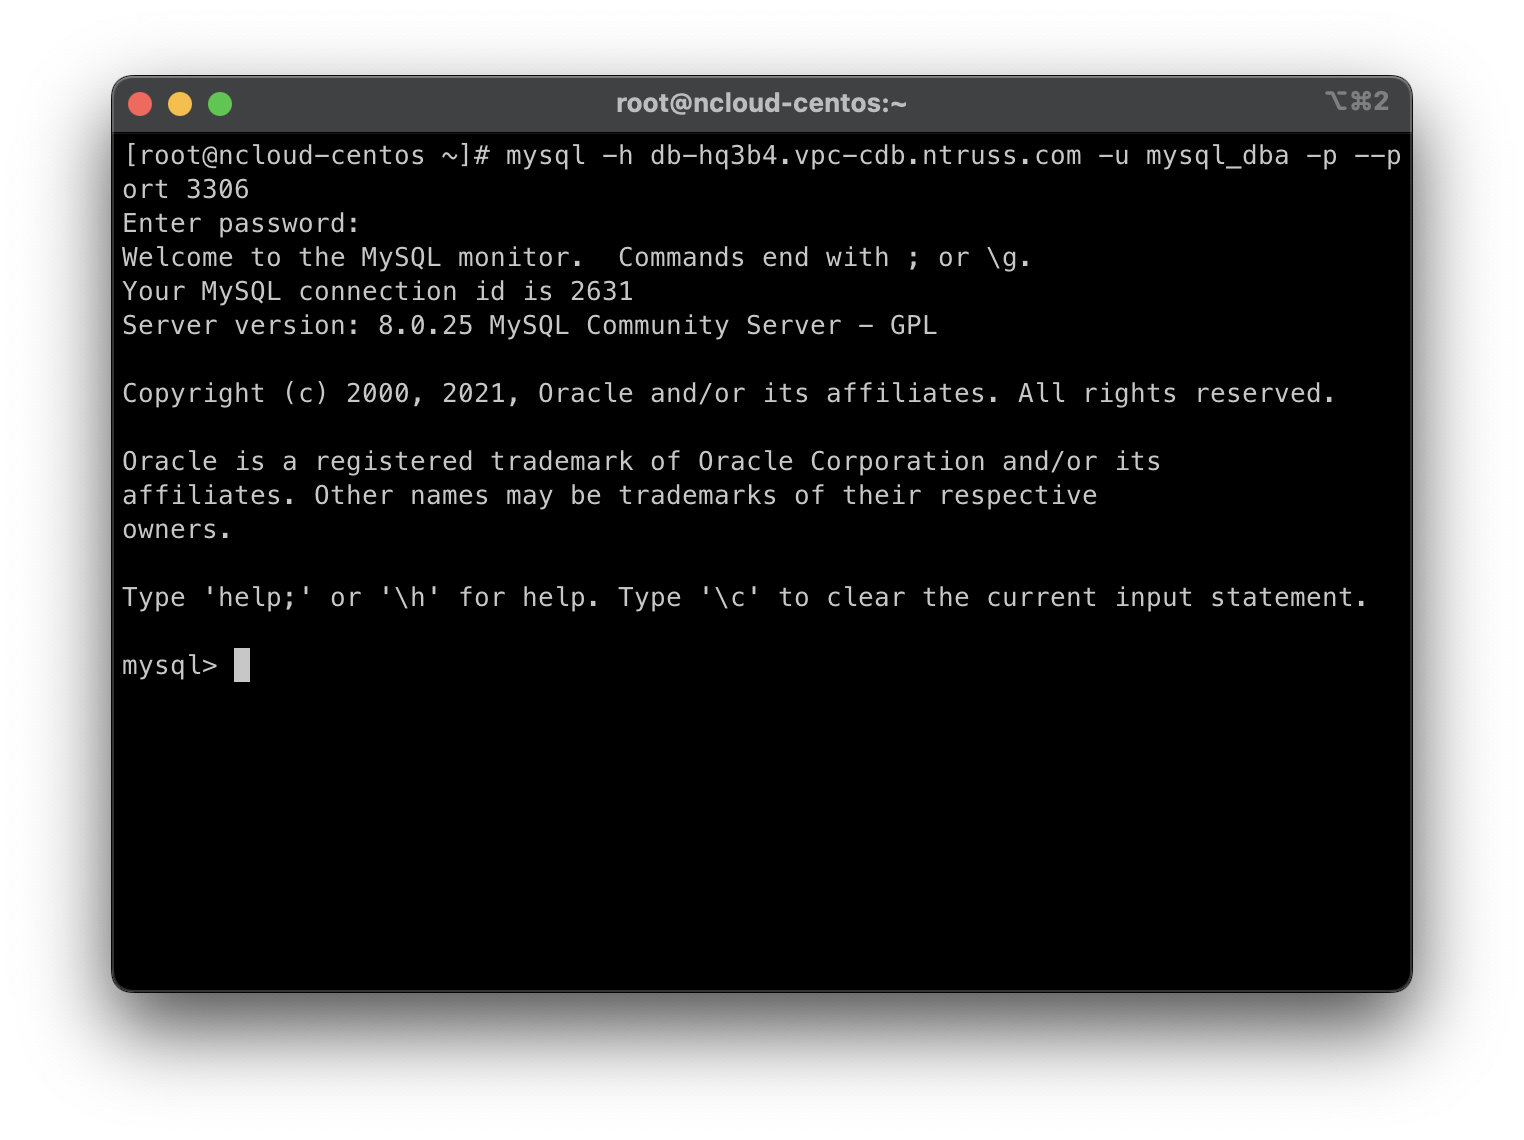 root@ncloud-centos:~
⌥⌘2
[root@ncloud-centos ~]# mysql -h db-hq3b4.vpc-cdb.ntruss.com -u mysql_dba -p --p
ort 3306
Enter password:
Welcome to the MySQL monitor.  Commands end with ; or \g.
Your MySQL connection id is 2631
Server version: 8.0.25 MySQL Community Server - GPL

Copyright (c) 2000, 2021, Oracle and/or its affiliates. All rights reserved.

Oracle is a registered trademark of Oracle Corporation and/or its
affiliates. Other names may be trademarks of their respective
owners.

Type 'help;' or '\h' for help. Type '\c' to clear the current input statement.

mysql>